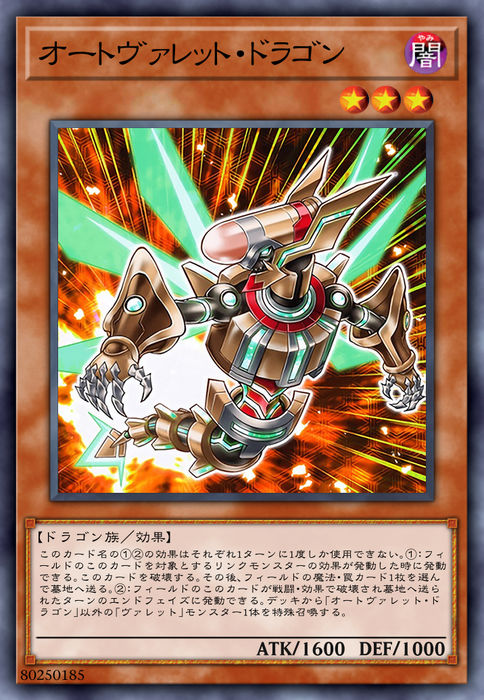 オートヴァレット・ドラゴン
やみ
闇
【ドラゴン族／効果】
このカード名の①②の効果はそれぞれ1ターンに1度しか使用できない。①：フィ
ールドのこのカードを対象とするリンクモンスターの効果が発動した時に発動
できる。このカードを破壊する。その後、フィールドの魔法・罠カード1枚を選ん
で墓地へ送る。②：フィールドのこのカードが戦闘・効果で破壊され墓地へ送ら
れたターンのエンドフェイズに発動できる。デッキから「オートヴァレット・ド
ラゴン」以外の「ヴァレット」モンスター1体を特殊召喚する。
ATK/1600 DEF/1000
80250185